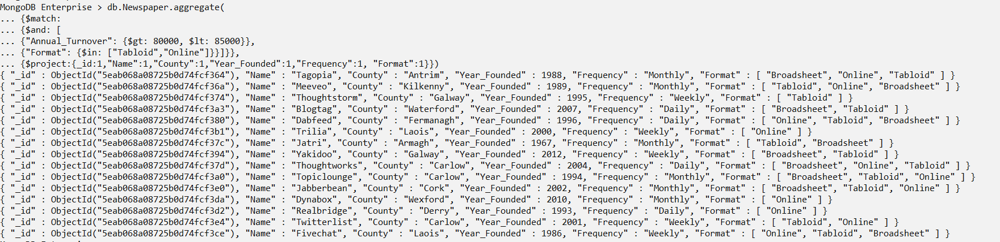 MongoDB Enterprise > db.Newspaper.aggregate(
... {$match:
... {$and: [
... {"Annual_Turnover": {$gt: 80000, $lt: 85000}},
... {"Format": {$in: ["Tabloid","Online"]}}]}},
... {$project:{_id:1,"Name":1,"County":1,"Year_Founded":1,"Frequency":1, "Format":1}})
{ "_id" : ObjectId("5eab068a08725b0d74fcf364"), "Name" : "Tagopia", "County" : "Antrim", "Year_Founded" : 1988, "Frequency" : "Monthly", "Format" : [ "Broadsheet", "Online", "Tabloid" ] }
{ "_id" : ObjectId("5eab068a08725b0d74fcf36a"), "Name" : "Meeveo", "County" : "Kilkenny", "Year_Founded" : 1989, "Frequency" : "Monthly", "Format" : [ "Tabloid", "Online", "Broadsheet" ] }
{ "_id" : ObjectId("5eab068a08725b0d74fcf374"), "Name" : "Thoughtstorm", "County" : "Galway", "Year_Founded" : 1995, "Frequency" : "Weekly", "Format" : [ "Tabloid" ] }
{ "_id" : ObjectId("5eab068a08725b0d74fcf3a3"), "Name" : "Blogtag", "County" : "Waterford", "Year_Founded" : 2007, "Frequency" : "Daily", "Format" : [ "Broadsheet", "Tabloid" ] }
{ "_id" : ObjectId("5eab068a08725b0d74fcf380"), "Name" : "Dabfeed", "County" : "Fermanagh", "Year_Founded" : 1996, "Frequency" : "Daily", "Format" : [ "Online", "Tabloid", "Broadsheet" ] }
{ "_id" : ObjectId("5eab068a08725b0d74fcf3b1"), "Name" : "Trilia", "County" : "Laois", "Year_Founded" : 2000, "Frequency" : "Weekly", "Format" : [ "Online" ] }
{ "_id" : ObjectId("5eab068a08725b0d74fcf37c"), "Name" : "Jatri", "County" : "Armagh", "Year_Founded" : 1967, "Frequency" : "Monthly", "Format" : [ "Tabloid", "Broadsheet" ] }
{ "_id" : ObjectId("5eab068a08725b0d74fcf394"), "Name" : "Yakidoo", "County" : "Galway", "Year_Founded" : 2012, "Frequency" : "Weekly", "Format" : [ "Broadsheet", "Tabloid" ] }
{ "_id" : ObjectId("5eab068a08725b0d74fcf37d"), "Name" : "Thoughtworks", "County" : "Carlow", "Year_Founded" : 2004, "Frequency" : "Daily", "Format" : [ "Broadsheet", "Online", "Tabloid" ] }
{ "_id" : ObjectId("5eab068a08725b0d74fcf3a0"), "Name" : "Topiclounge", "County" : "Carlow", "Year_Founded" : 1994, "Frequency" : "Monthly", "Format" : [ "Broadsheet", "Tabloid", "Online" ] }
{ "_id" : ObjectId("5eab068a08725b0d74fcf3e0"), "Name" : "Jabberbean", "County" : "Cork", "Year_Founded" : 2002, "Frequency" : "Monthly", "Format" : [ "Broadsheet", "Tabloid", "Online" ] }
{ "_id" : ObjectId("5eab068a08725b0d74fcf3da"), "Name" : "Dynabox", "County" : "Wexford", "Year_Founded" : 2010, "Frequency" : "Monthly", "Format" : [ "Online" ] }
{ "_id" : ObjectId("5eab068a08725b0d74fcf3d2"), "Name" : "Realbridge", "County" : "Derry", "Year_Founded" : 1993, "Frequency" : "Daily", "Format" : [ "Online" ] }
{ "_id" : ObjectId("5eab068a08725b0d74fcf3e4"), "Name" : "Twitterlist", "County" : "Carlow", "Year_Founded" : 2001, "Frequency" : "Weekly", "Format" : [ "Tabloid", "Online" ] }
{ "_id" : ObjectId("5eab068a08725b0d74fcf3ce"), "Name" : "Fivechat", "County" : "Laois", "Year_Founded" : 1986, "Frequency" : "Weekly", "Format" : [ "Online", "Tabloid", "Broadsheet" ] }